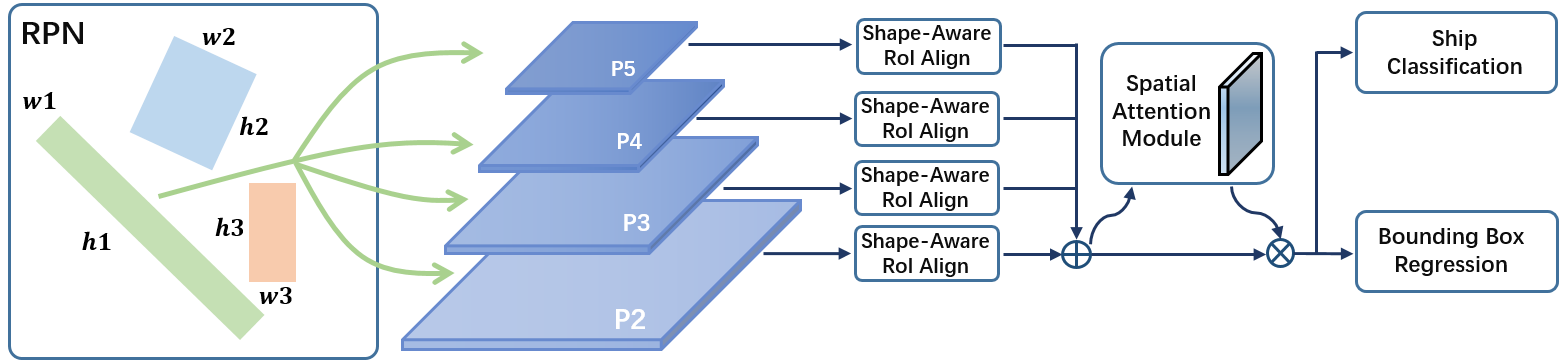 RPN
w2
w1
h2
h3
h1
w3
P5
P4
P3
P2
Shape-Aware
RoI Align
Shape-Aware
RoI Align
Shape-Aware
RoI Align
Shape-Aware
RoI Align
Spatial
Attention
Module
Ship
Classification
Bounding Box
Regression